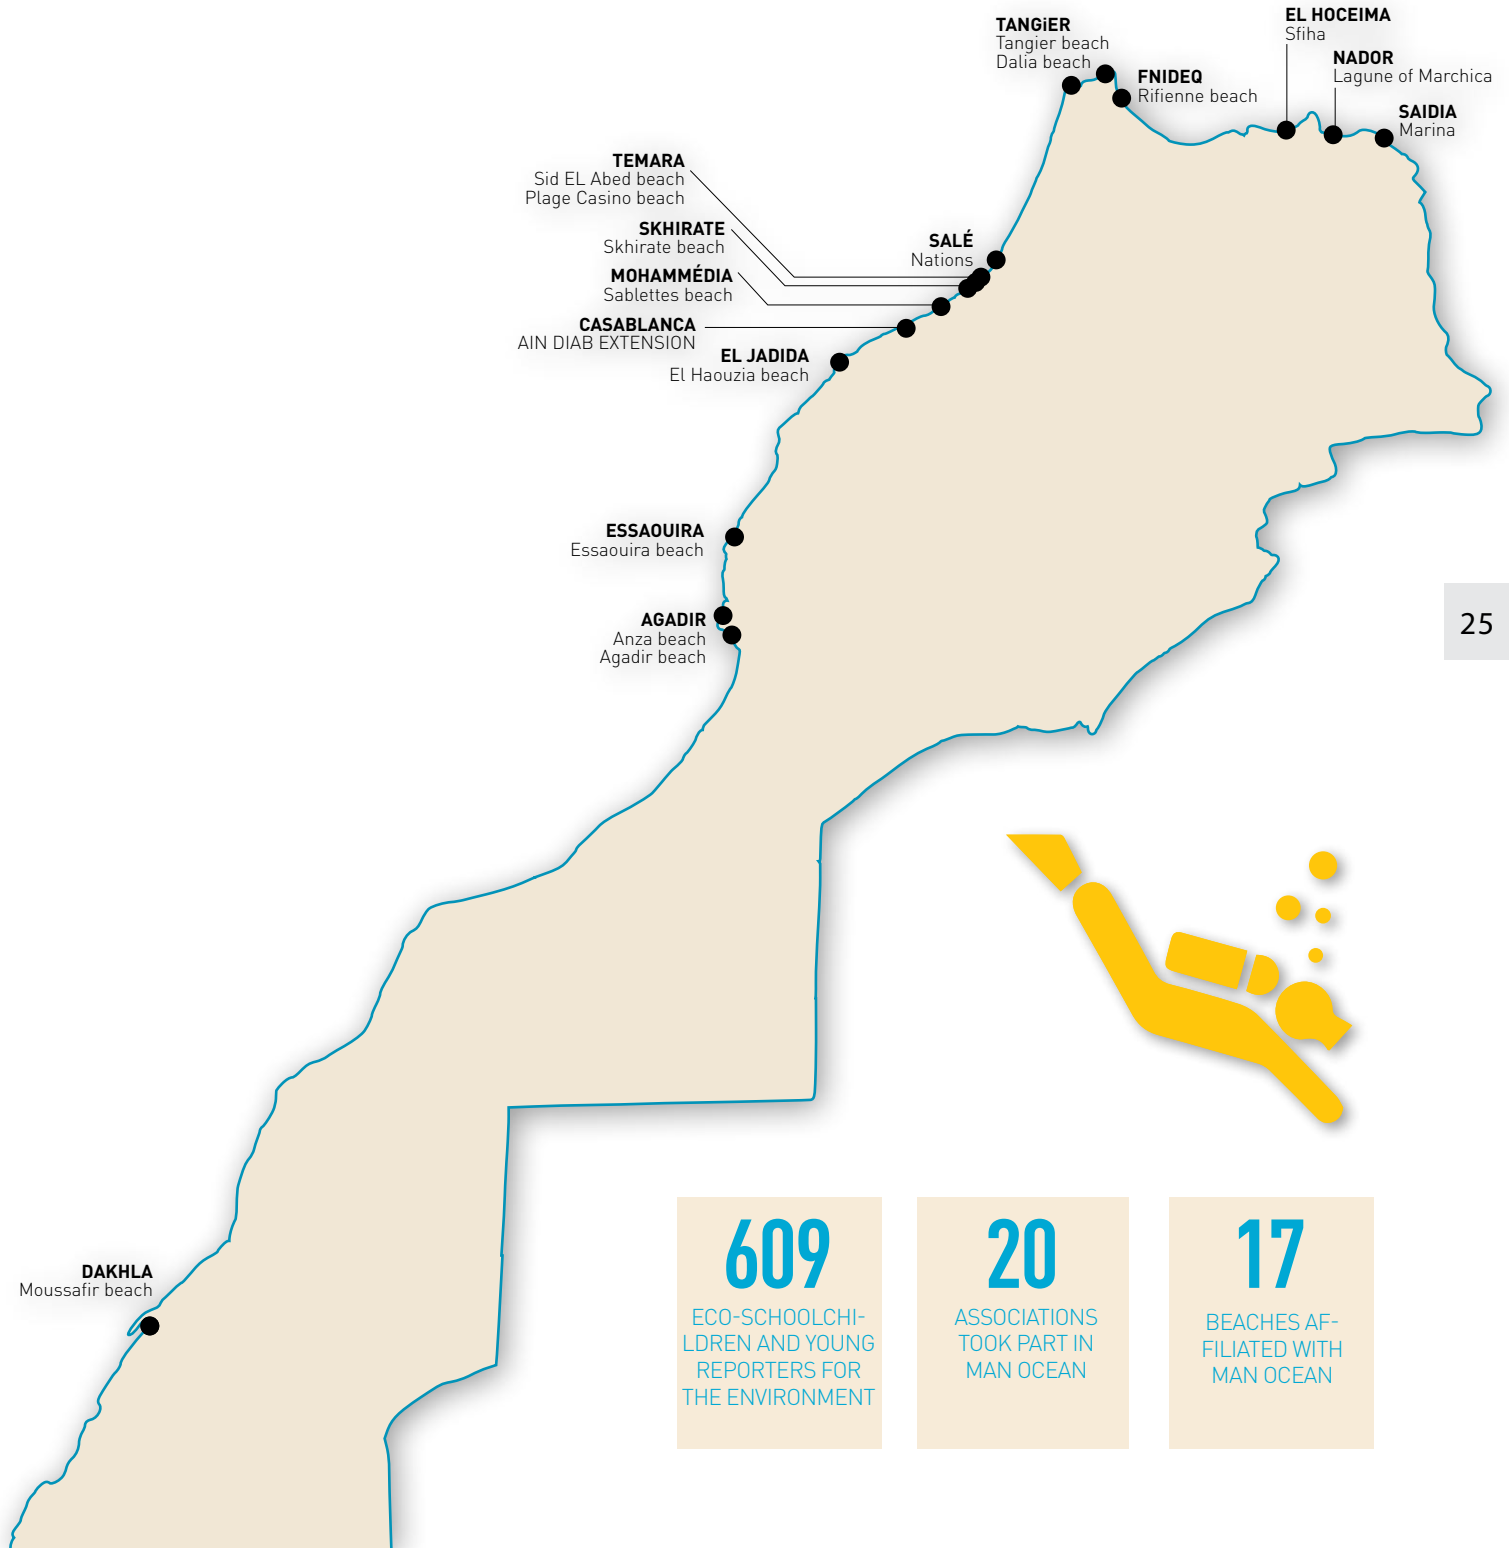 TANGiER
Tangier beach
Dalia beach
EL HOCEIMA
Sfiha
NADOR
Lagune of Marchica
FNIDEQ
Rifienne beach
SAIDIA
Marina
TEMARA
Sid EL Abed beach
Plage Casino beach
SKHIRATE
Skhirate beach
SALÉ
Nations
MOHAMMÉDIA
Sablettes beach
CASABLANCA
AIN DIAB EXTENSION
EL JADIDA
El Haouzia beach
ESSAOUIRA
Essaouira beach
AGADIR
Anza beach
Agadir beach
25
DAKHLA
Moussafir beach
609
ECO-SCHOOLCHI-
LDREN AND YOUNG
REPORTERS FOR
THE ENVIRONMENT
20
ASSOCIATIONS
TOOK PART IN
MAN OCEAN
17
BEACHES AF-
FILIATED WITH
MAN OCEAN